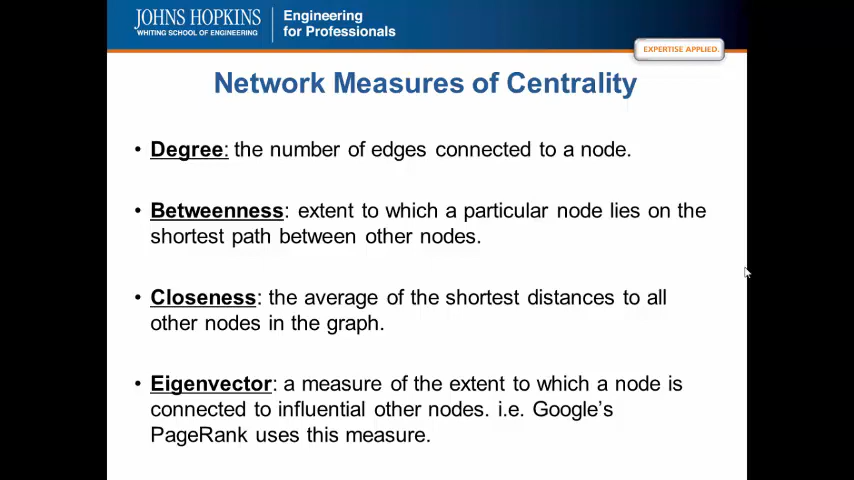 JOHNS HOPKINS
WHITING SCHOOL OF ENGINEERING
Engineering
for Professionals
EXPERTISE APPLIED.
Network Measures of Centrality
• Degree: the number of edges connected to a node.
• Betweenness: extent to which a particular node lies on the
shortest path between other nodes.
• Closeness: the average of the shortest distances to all
other nodes in the graph.
• Eigenvector: a measure of the extent to which a node is
connected to influential other nodes. i.e. Google's
PageRank uses this measure.